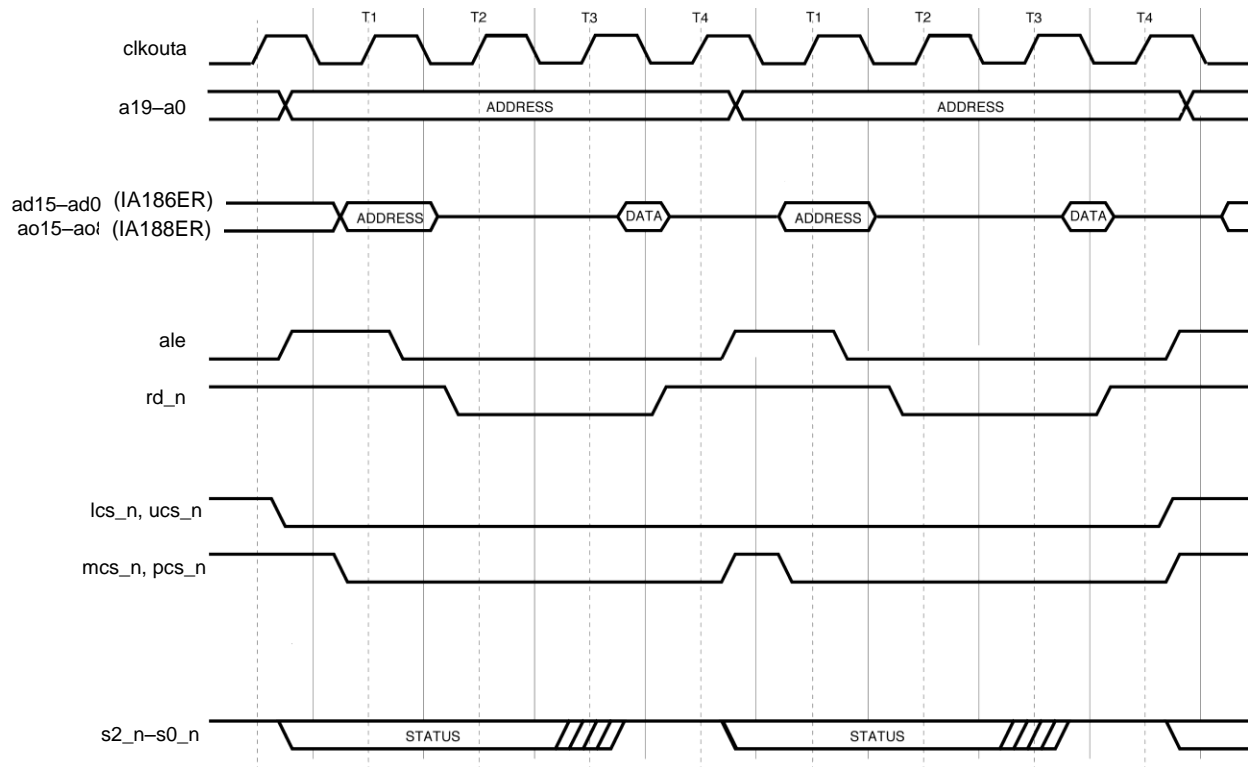 T1 T2 T3 T4 T1 T2 T3 T4
clkouta
a19–a0 ADDRESS ADDRESS
ad15–ad0 (IA186ER) ADDRESS DATA ADDRESS DATA
(IA188ER)
ale
rd_n
lcs_n, ucs_n
mcs_n, pcs_n
s2_n–s0_n STATUS STATUS